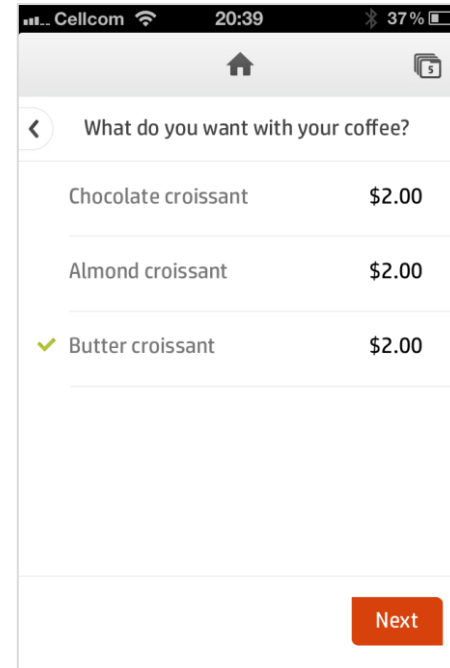 Cellcom 20:39 37%
5
What do you want with your coffee?
Chocolate croissant $2.00
Almond croissant $2.00
Butter croissant $2.00
Next